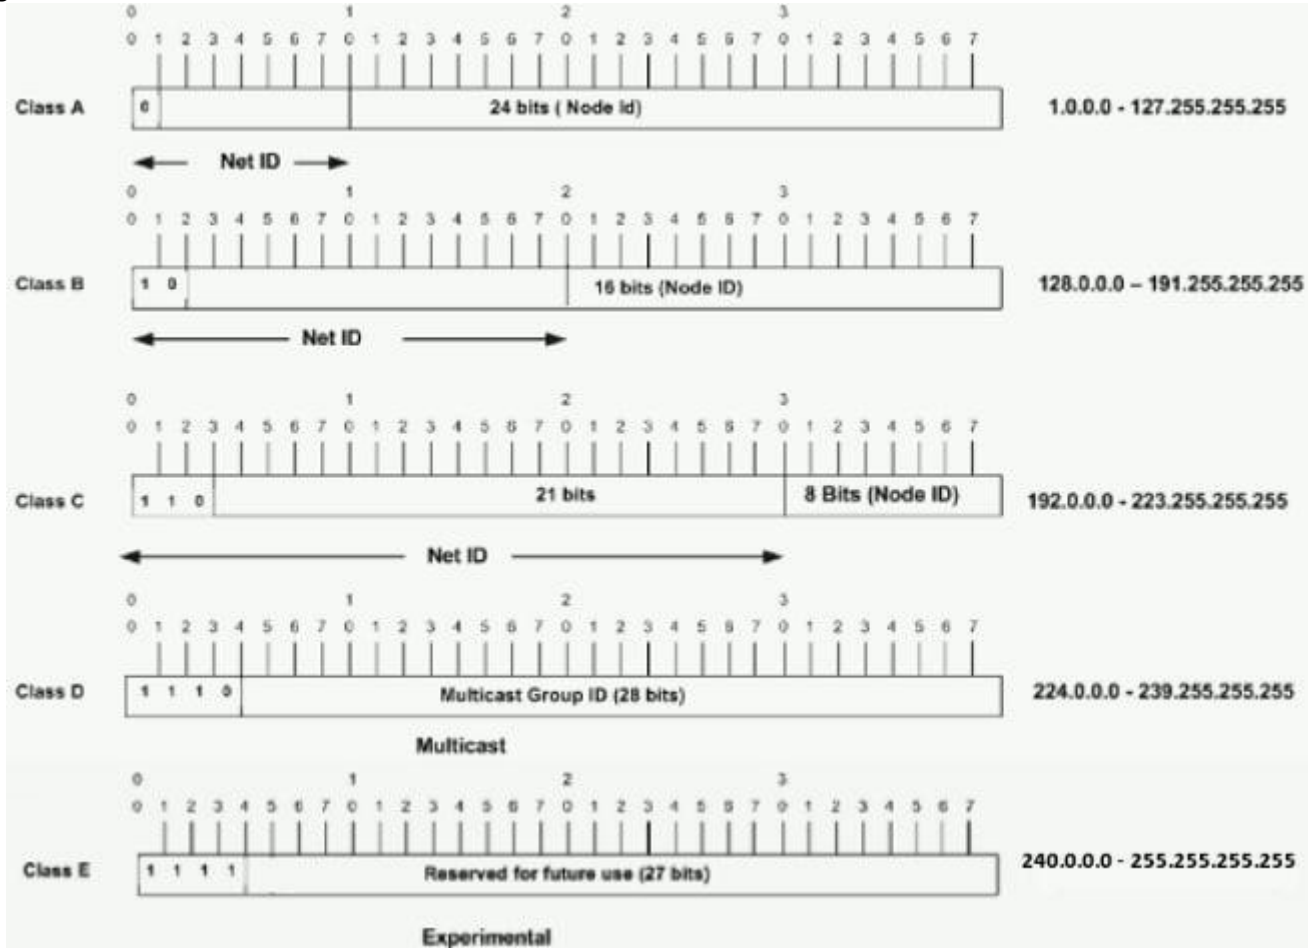 0 1 2 3
0 1 2 3 4 5 6 7 0 1 2 3 4 5 6 7 0 1 2 3 4 5 6 7 0 1 2 3 4 5 6 7
Class A 0 24 bits ( Node Id) 1.0.0.0 - 127.255.255.255
Net ID
0 1 2 3
0 1 2 3 4 5 6 7 0 1 2 3 4 5 6 7 0 1 2 3 4 5 6 7 0 1 2 3 4 5 6 7
Class B 1 0 16 bits (Node ID) 128.0.0.0 – 191.255.255.255
Net ID
0 1 2 3
0 1 2 3 4 5 6 7 0 1 2 3 4 5 6 7 0 1 2 3 4 5 6 7 0 1 2 3 4 5 6 7
Class C 1 1 0 21 bits 8 Bits (Node ID) 192.0.0.0 - 223.255.255.255
Net ID
0 1 2 3
0 1 2 3 4 5 6 7 0 1 2 3 4 5 6 7 0 1 2 3 4 5 6 7 0 1 2 3 4 5 6 7
Class D 1 1 1 0 Multicast Group ID (28 bits) 224.0.0.0 - 239.255.255.255
Multicast
0 1 2 3
0 1 2 3 4 5 6 7 0 1 2 3 4 5 6 7 0 1 2 3 4 5 6 7 0 1 2 3 4 5 6 7
Class E 1 1 1 1 Reserved for future use (27 bits) 240.0.0.0 - 255.255.255.255
Experimental